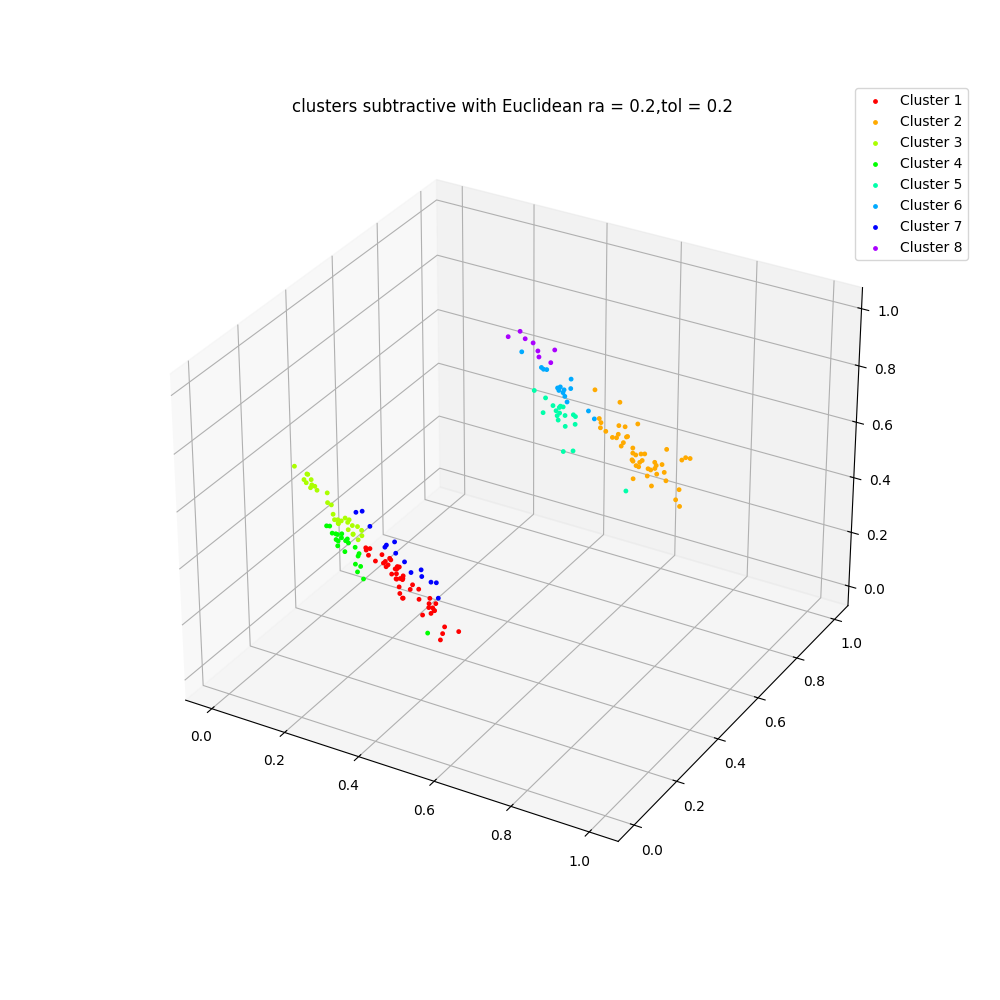 clusters subtractive with Euclidean ra = 0.2,tol = 0.2
Cluster 1
Cluster 2
Cluster 3
Cluster 4
Cluster 5
Cluster 6
Cluster 7
Cluster 8
1.0
0.8
0.6
0.4
0.2
0.0
1.0
0.8
0.6
0.4
0.2
0.0
0.0
0.2
0.4
0.6
0.8
1.0